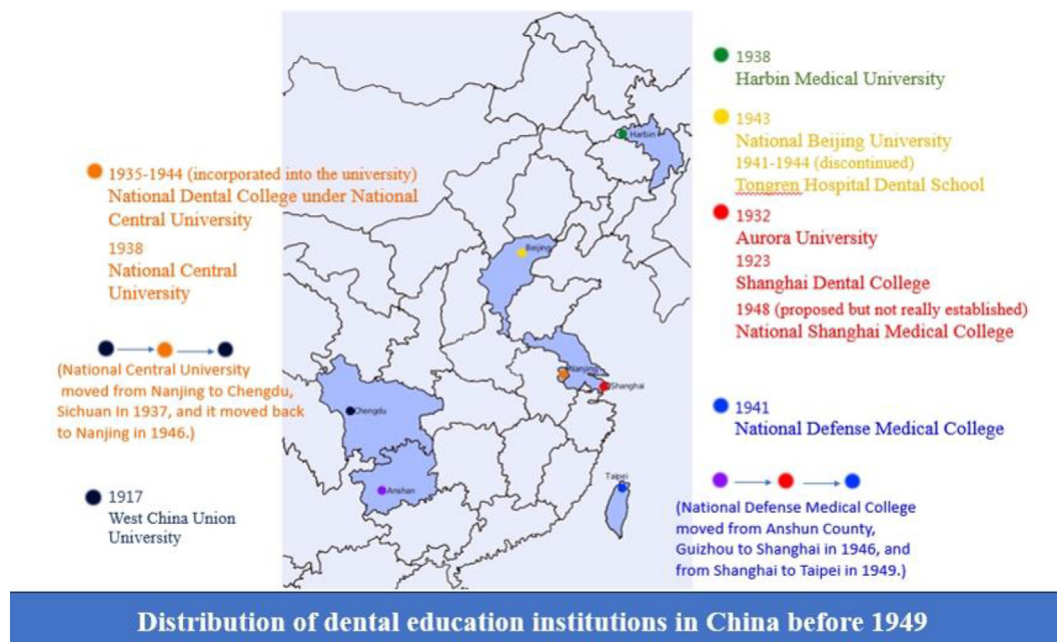 1935-1944 (incorporated into the university)
National Dental College under National
Central University
1938
National Central
University
(National Central University
moved from Nanjing to Chengdu,
Sichuan In 1937, and it moved back
to Nanjing in 1946.)
1917
West China Union
University
Harbin
Beijing
Nanjing
Shanghai
Chengdu
Anshan
Taipei
1938
Harbin Medical University
1943
National Beijing University
1941-1944 (discontinued)
Tongren Hospital Dental School
1932
Aurora University
1923
Shanghai Dental College
1948 (proposed but not really established)
National Shanghai Medical College
1941
National Defense Medical College
(National Defense Medical College
moved from Anshun County,
Guizhou to Shanghai in 1946, and
from Shanghai to Taipei in 1949.)
Distribution of dental education institutions in China before 1949